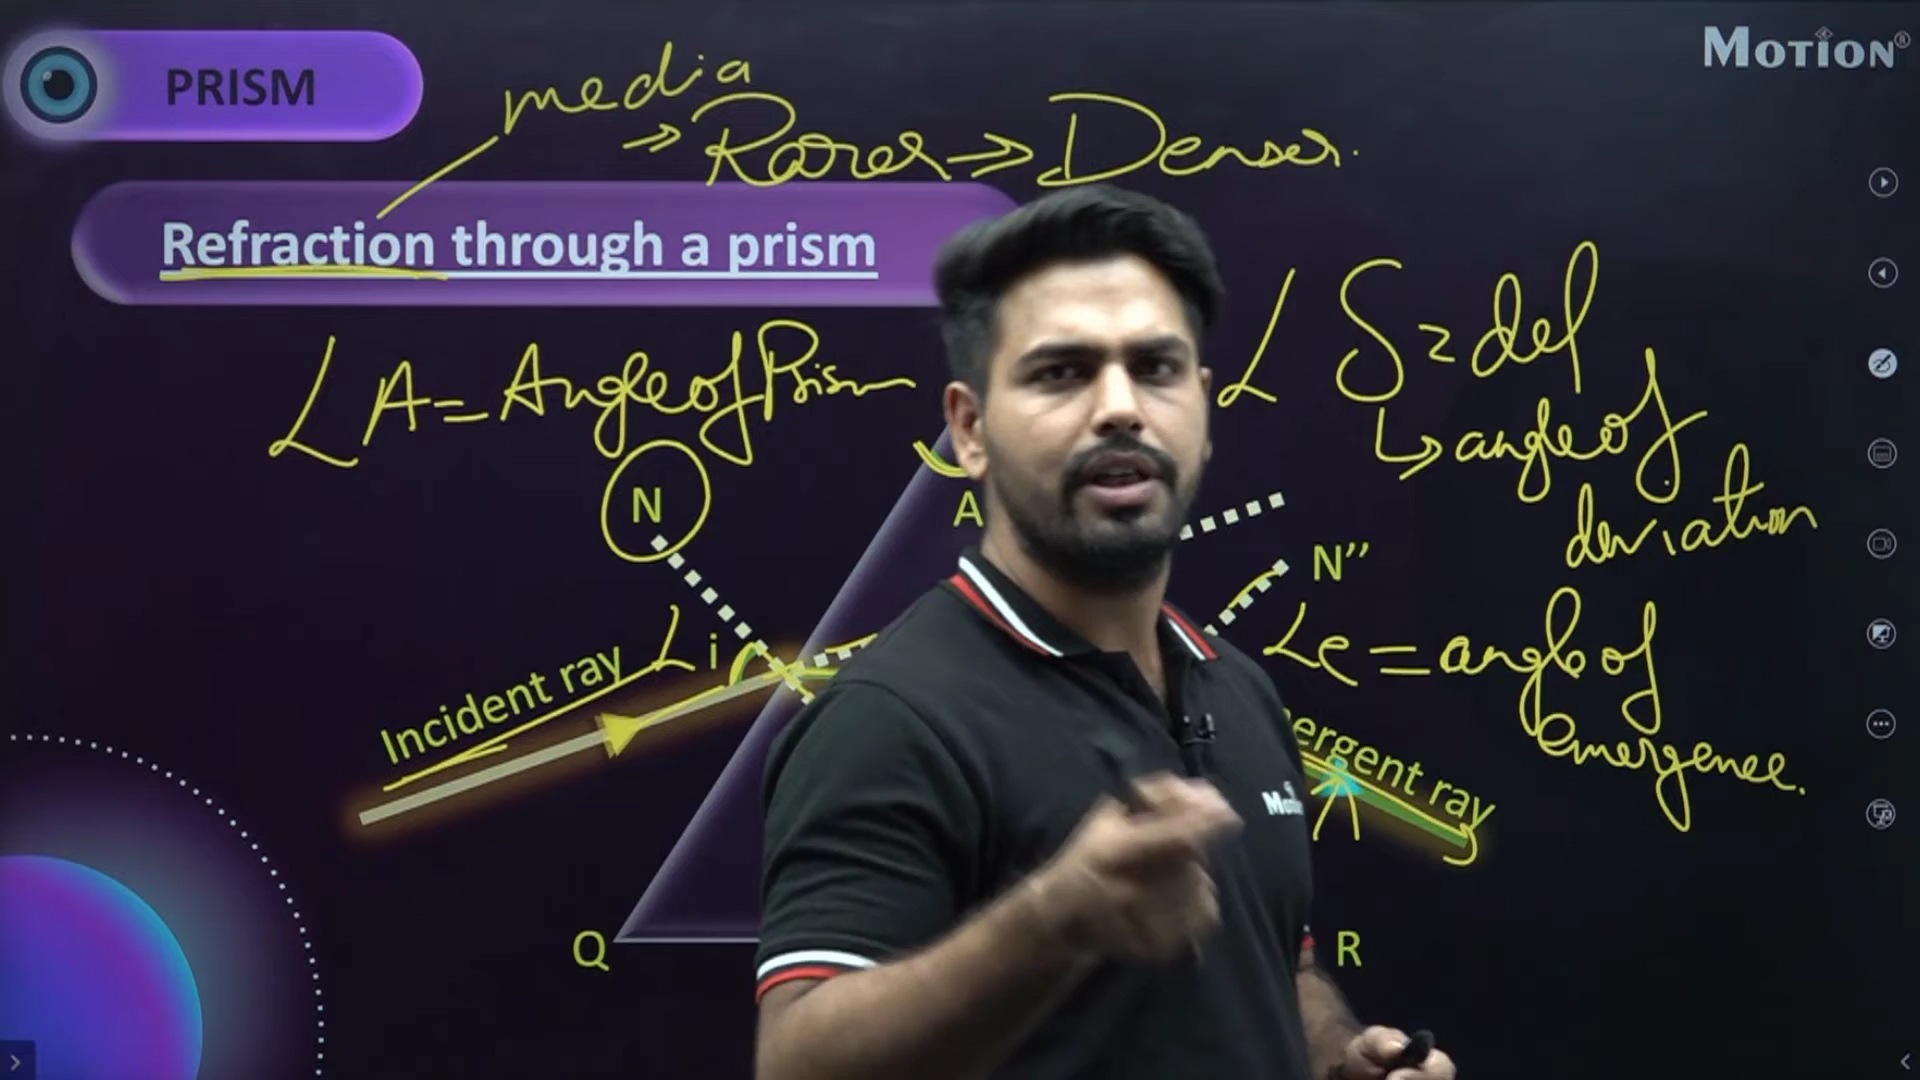 PRISM
MOTION®
media
→ Rarer → Denser.
Refraction through a prism
∠A = Angle of Prism
∠ δ = del
↳ angle of
deviation
N
A
N”
Incident ray ∠i
∠e = angle of
emergence.
ergent ray
Q
R